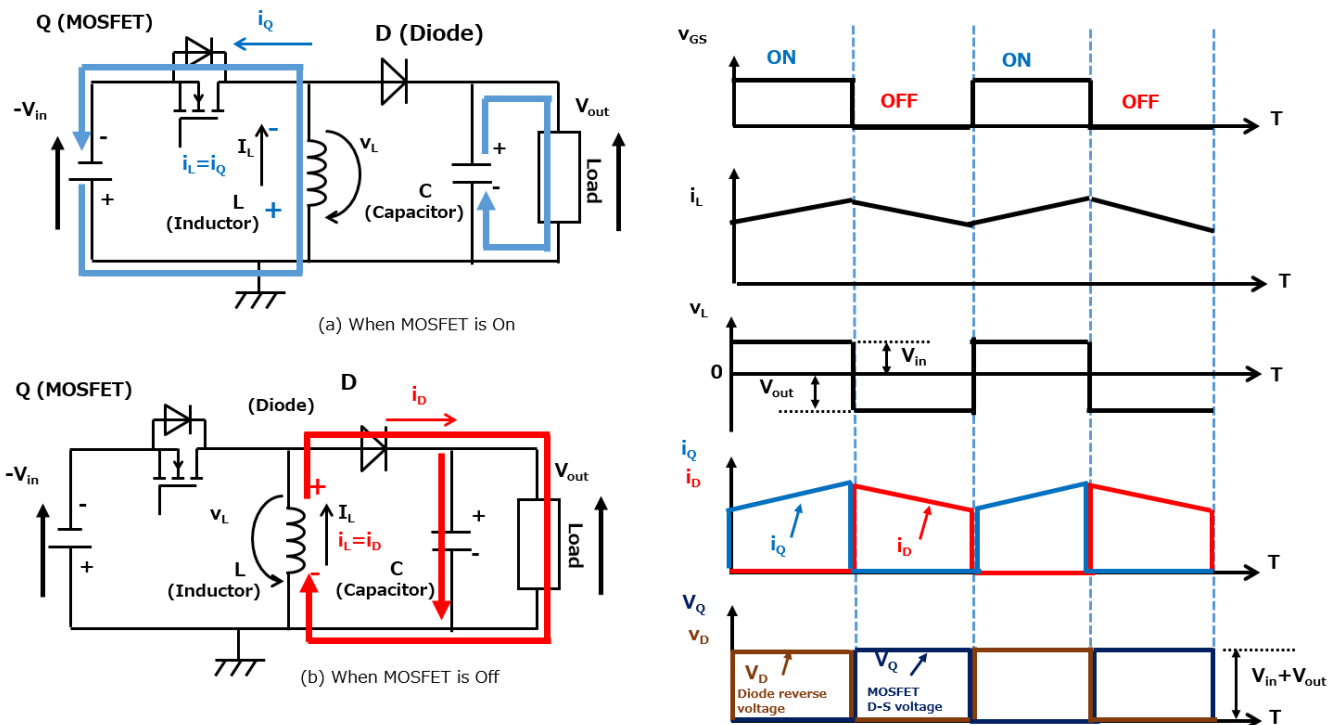 Q (MOSFET)
iQ
D (Diode)
-Vin
-
+
iL=iQ
-
IL
+
vL
L
(Inductor)
C
(Capacitor)
+
-
Vout
Load
(a) When MOSFET is On
Q (MOSFET)
D
(Diode)
iD
-Vin
-
+
vL
+
IL
iL=iD
-
L
(Inductor)
C
(Capacitor)
+
-
Vout
Load
(b) When MOSFET is Off
vGS
ON
OFF
ON
OFF
T
iL
T
vL
0
Vin
Vout
T
iQ
iD
iQ
iD
T
VQ
vD
VD
Diode reverse
voltage
VQ
MOSFET
D-S voltage
Vin+Vout
T